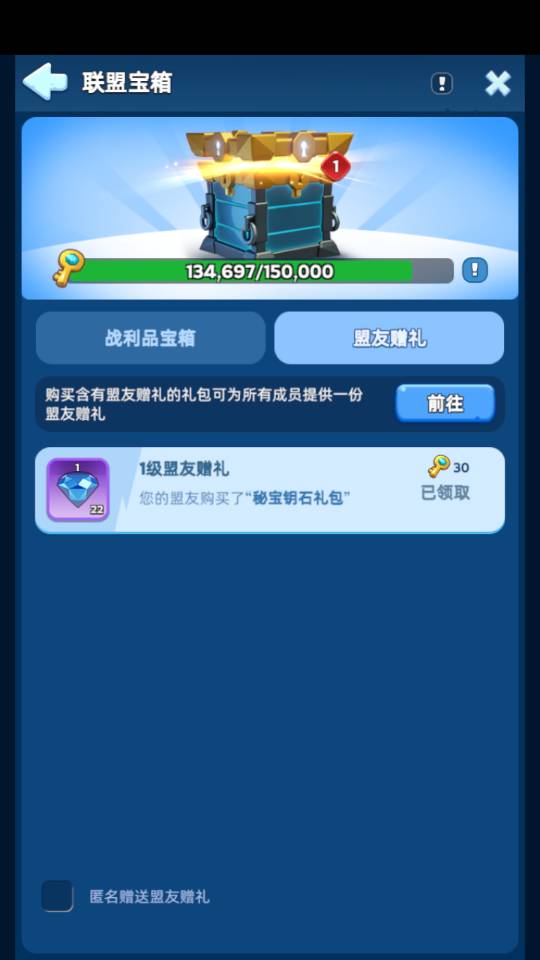 联盟宝箱
1
134,697/150,000
战利品宝箱
盟友赠礼
购买含有盟友赠礼的礼包可为所有成员提供一份
盟友赠礼
前往
1
22
1级盟友赠礼
您的盟友购买了“秘宝钥石礼包”
30
已领取
匿名赠送盟友赠礼